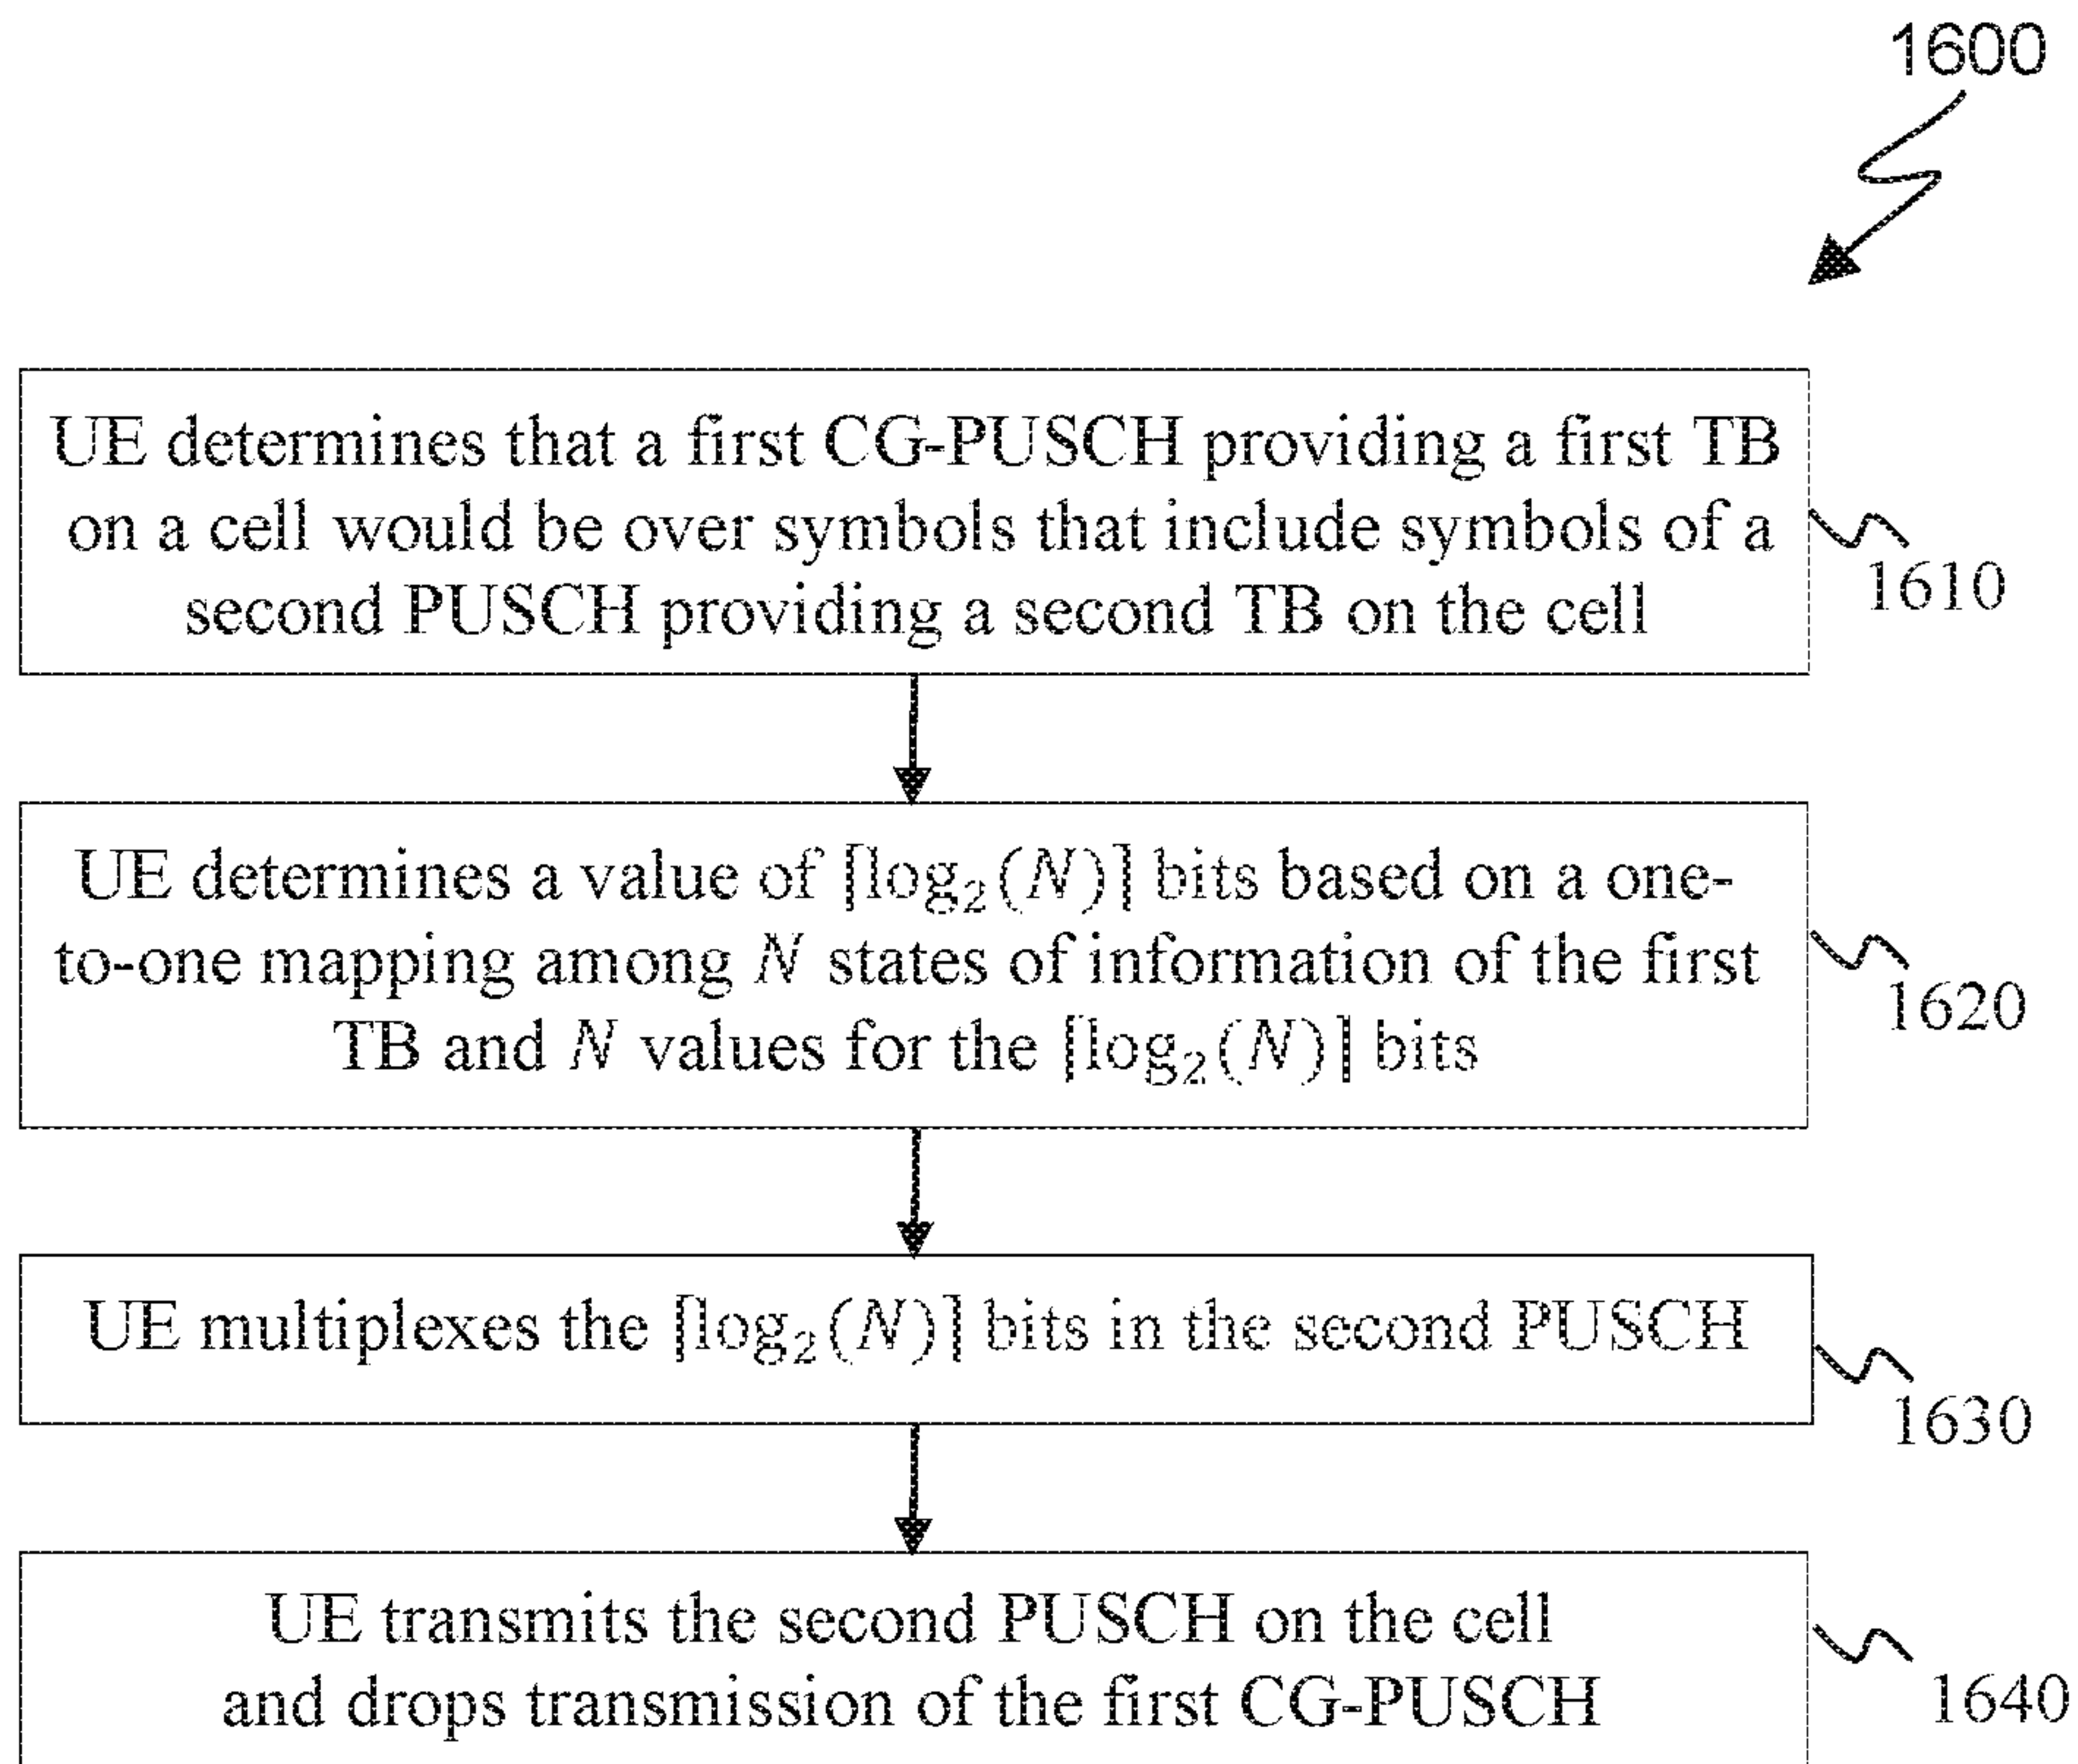 1600
UE determines that a first CG-PUSCH providing a first TB
on a cell would be over symbols that include symbols of a
second PUSCH providing a second TB on the cell
1610
UE determines a value of ⌈log₂(N)⌉ bits based on a one-
to-one mapping among N states of information of the first
TB and N values for the ⌈log₂(N)⌉ bits
1620
UE multiplexes the ⌈log₂(N)⌉ bits in the second PUSCH
1630
UE transmits the second PUSCH on the cell
and drops transmission of the first CG-PUSCH
1640